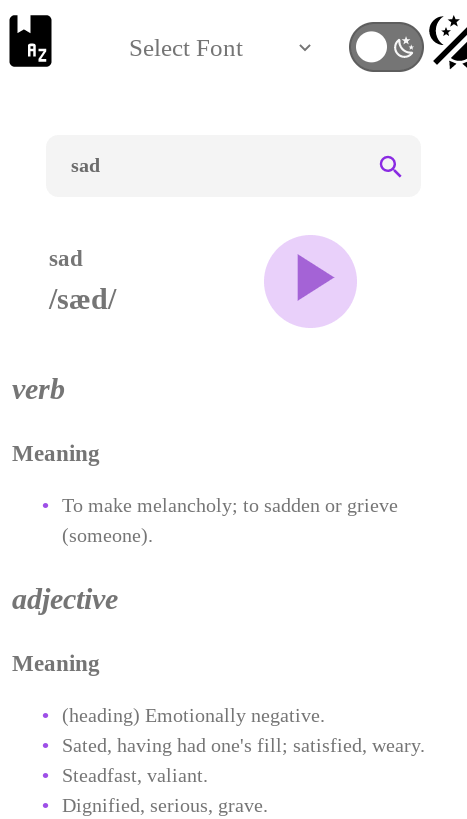 AZ
Select Font
sad
sad
/sæd/
verb
Meaning
• To make melancholy; to sadden or grieve
(someone).
adjective
Meaning
• (heading) Emotionally negative.
• Sated, having had one's fill; satisfied, weary.
• Steadfast, valiant.
• Dignified, serious, grave.